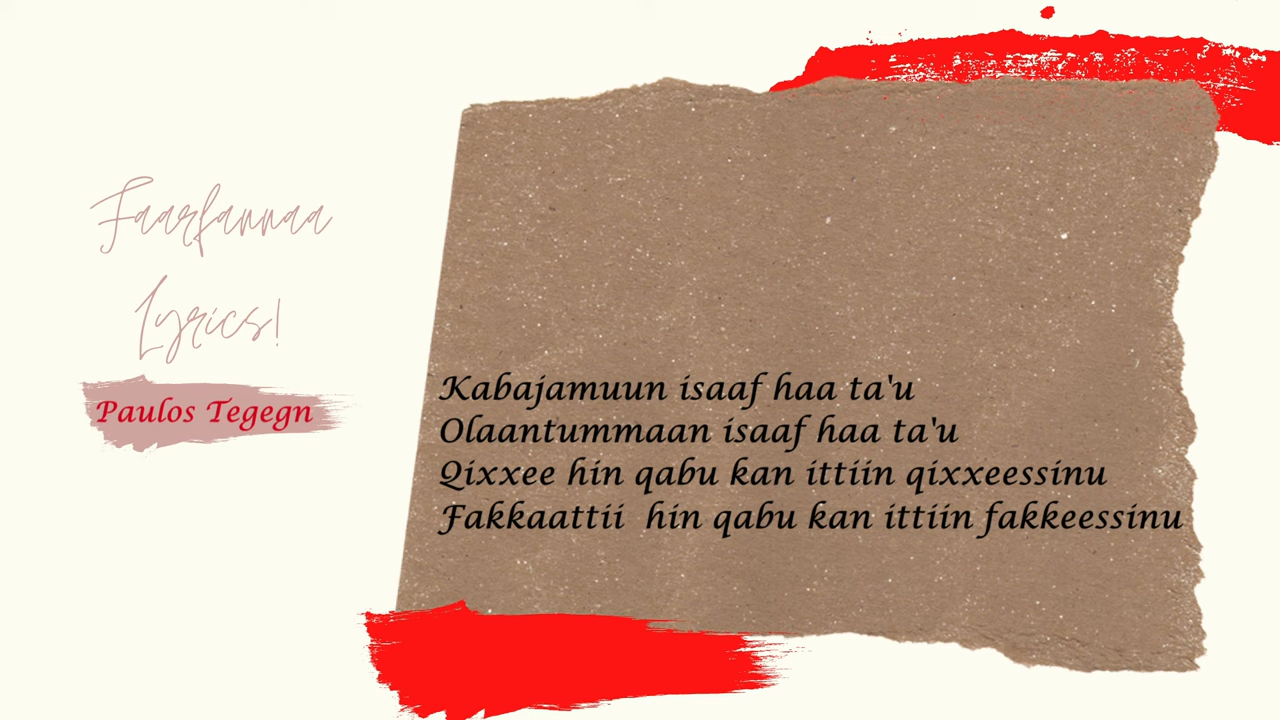 Faarfannaa
Lyrics!
Paulos Tegegn
Kabajamuun isaaf haa ta'u
Olaantummaan isaaf haa ta'u
Qixxee hin qabu kan ittiin qixxeessinu
Fakkaattii hin qabu kan ittiin fakkeessinu